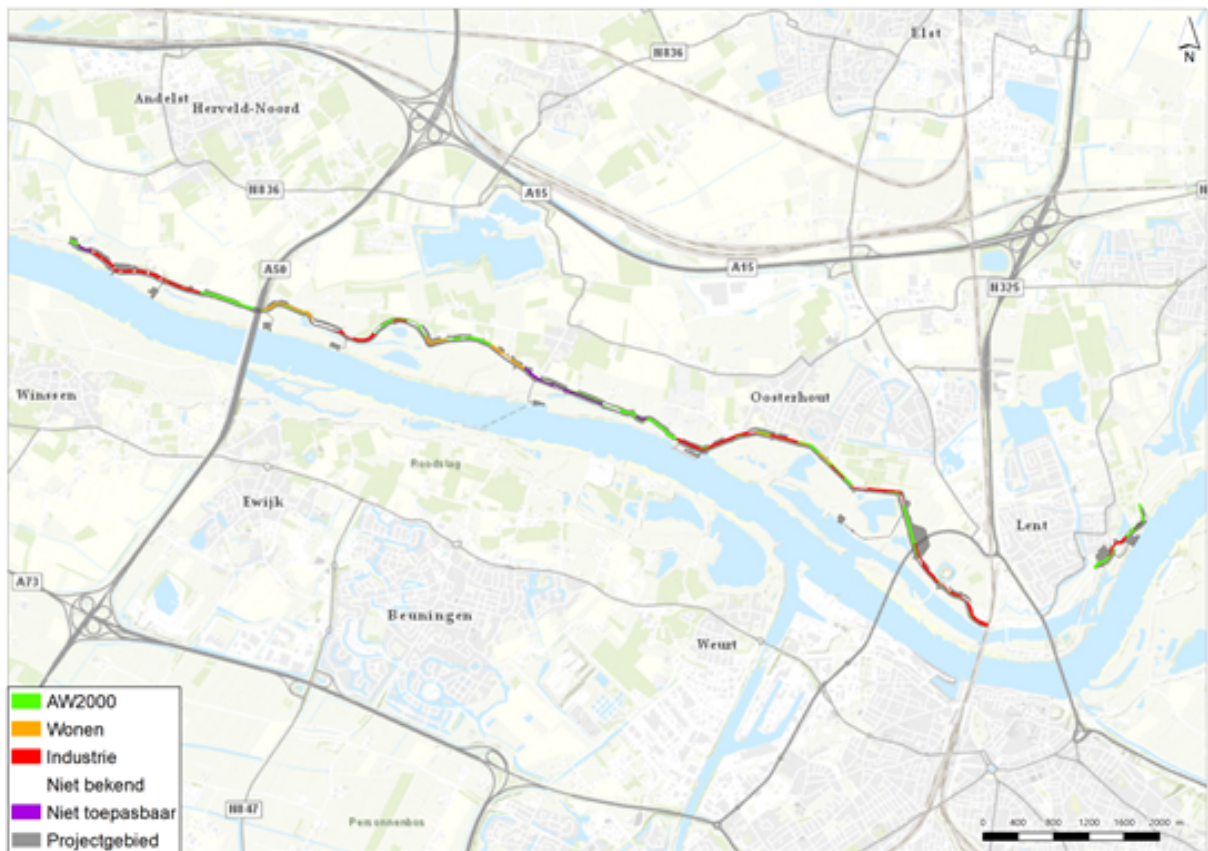 N836
Elst
N
Andelst
Herveld-Noord
N836
A15
A50
A15
N325
Winssen
Oosterhout
Roodslag
Ewijk
Lent
A73
Beuningen
Weurt
AW2000
Wonen
Industrie
Niet bekend
Niet toepasbaar
Projectgebied
N847
Personnenbos
0 400 800 1200 1600 2000 m